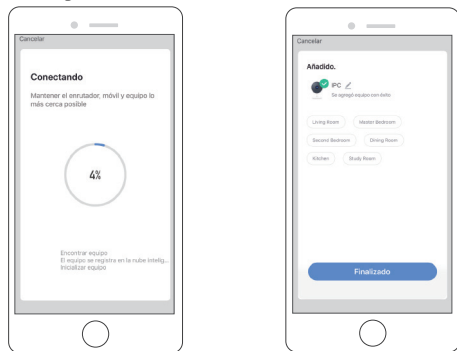 Cancelar
Conectando
Mantener el enrutador, móvil y equipo lo
más cerca posible
4%
Encontrar equipo
El equipo se registra en la nube intelig...
Inicializar equipo
Cancelar
Añadido.
IPC
Se agregó equipo con éxito
Living Room Master Bedroom
Second Bedroom Dining Room
Kitchen Study Room
Finalizado